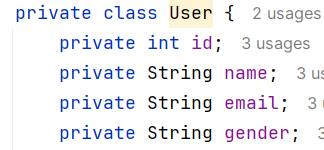 private class User { 2 usages
private int id; 3 usages
private String name; 3 u
private String email; 3 u
private String gender; 3